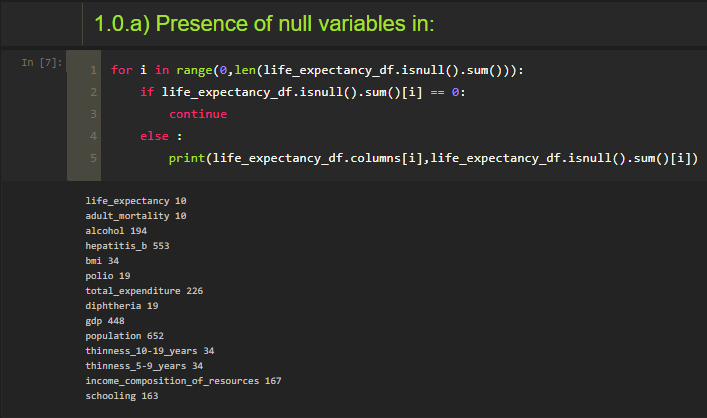 1.0.a) Presence of null variables in:
In [7]:
1 for i in range(0,len(life_expectancy_df.isnull().sum())):
2     if life_expectancy_df.isnull().sum()[i] == 0:
3         continue
4     else :
5         print(life_expectancy_df.columns[i],life_expectancy_df.isnull().sum()[i])
life_expectancy 10
adult_mortality 10
alcohol 194
hepatitis_b 553
bmi 34
polio 19
total_expenditure 226
diphtheria 19
gdp 448
population 652
thinness_10-19_years 34
thinness_5-9_years 34
income_composition_of_resources 167
schooling 163